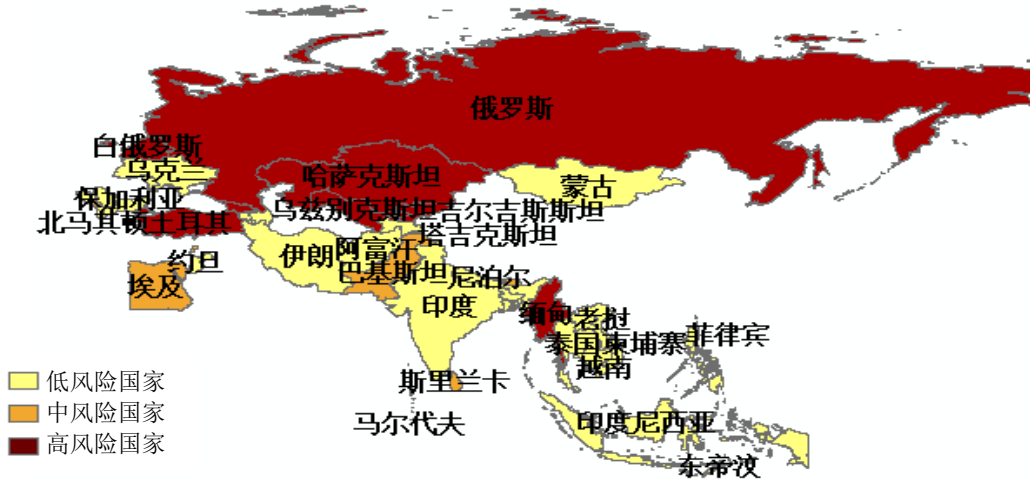 俄罗斯
白俄罗斯
乌克兰
哈萨克斯坦
蒙古
保加利亚
乌兹别克斯坦吉尔吉斯斯坦
北马其顿土耳其
塔吉克斯坦
阿富汗
伊朗
约旦
巴基斯坦
尼泊尔
埃及
印度
缅甸
老挝
菲律宾
泰国柬埔寨
越南
斯里兰卡
低风险国家
中风险国家
马尔代夫
印度尼西亚
高风险国家
东帝汶